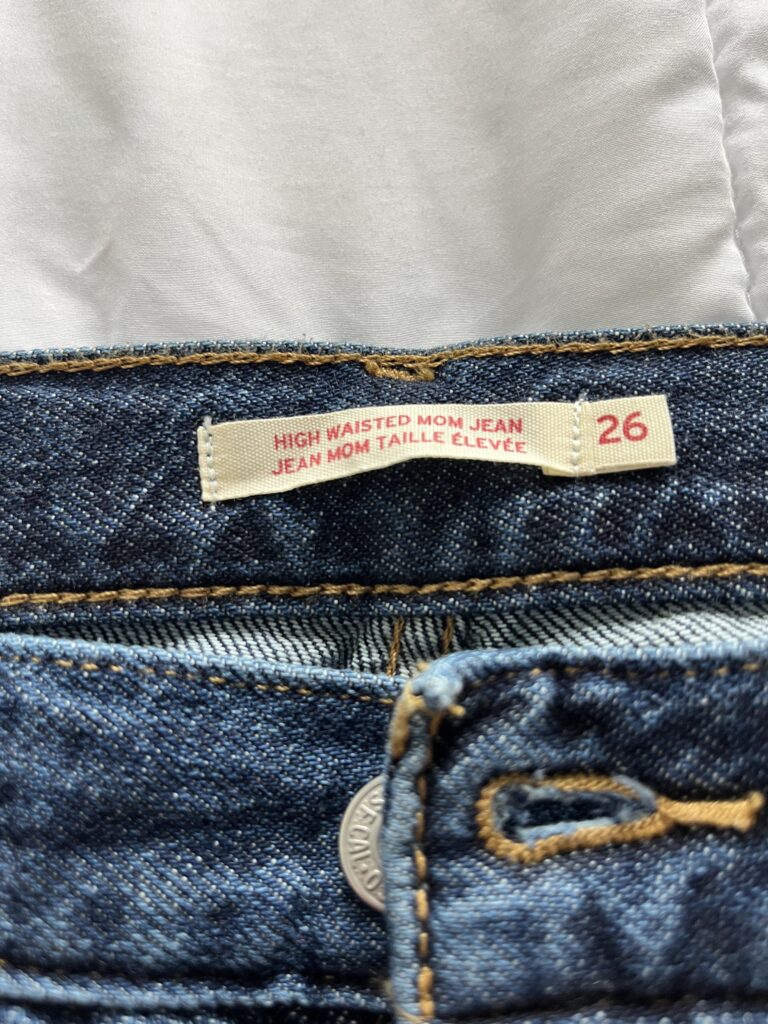 HIGH WAISTED MOM JEAN
JEAN MOM TAILLE ÉLEVÉE
26